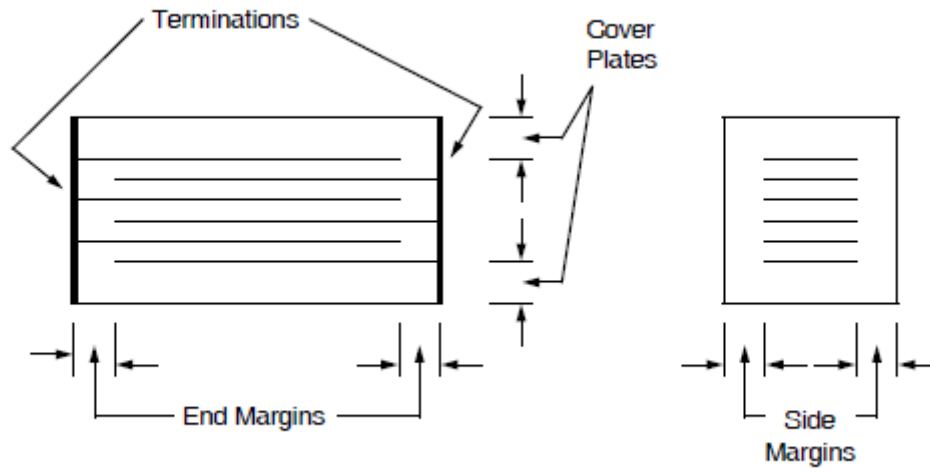 Terminations
Cover
Plates
End Margins
Side
Margins